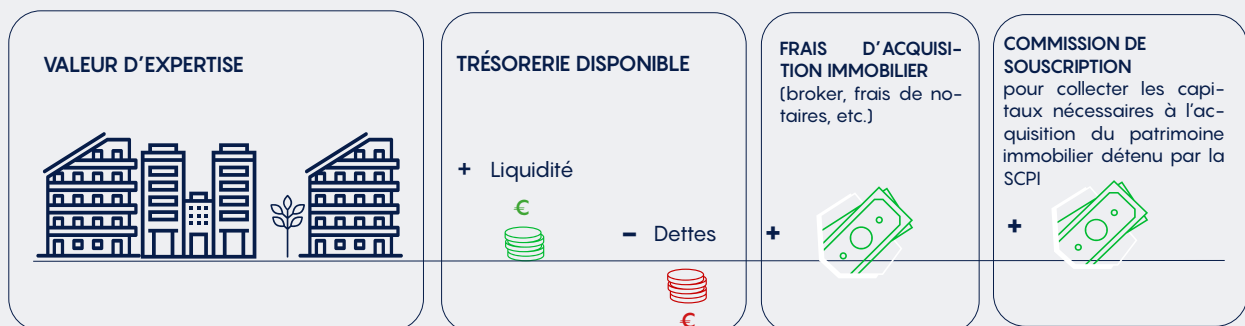 VALEUR D’EXPERTISE
TRÉSORERIE DISPONIBLE
+ Liquidité
€
− Dettes
€
FRAIS D’ACQUISI-
TION IMMOBILIER
(broker, frais de no-
taires, etc.)
+
COMMISSION DE
SOUSCRIPTION
pour collecter les capi-
taux nécessaires à l’ac-
quisition du patrimoine
immobilier détenu par la
SCPI
+